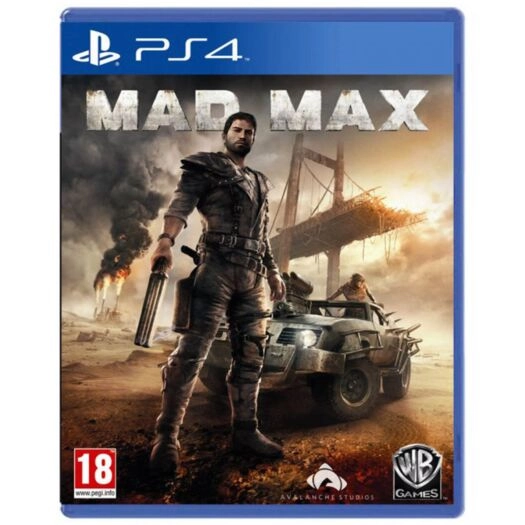 PS4
MAD MAX
18
www.pegi.info
AVALANCHE STUDIOS
WB
GAMES